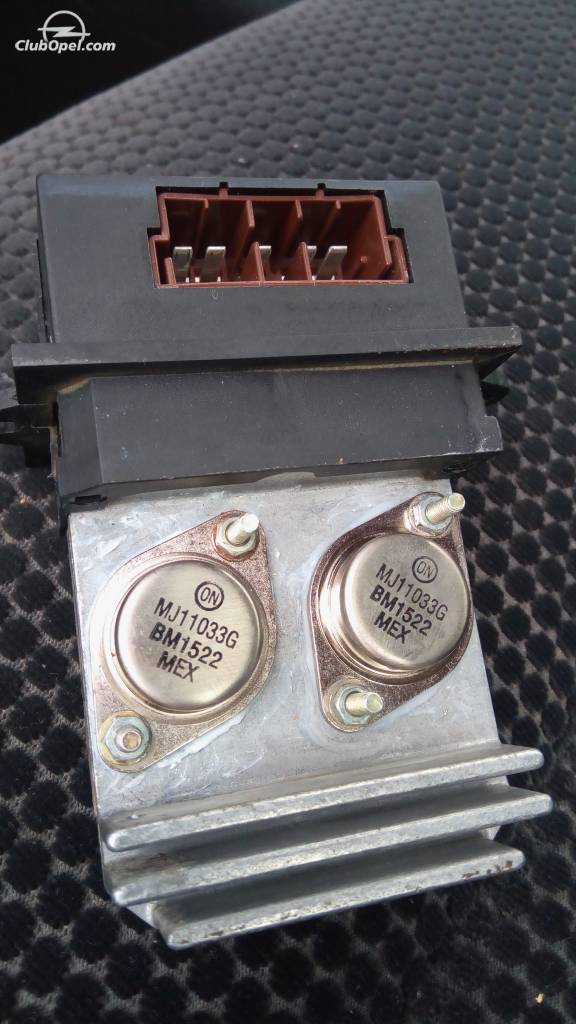 ClubOpel.com
ON
MJ11033G
BM1522
MEX
ON
MJ11033G
BM1522
MEX